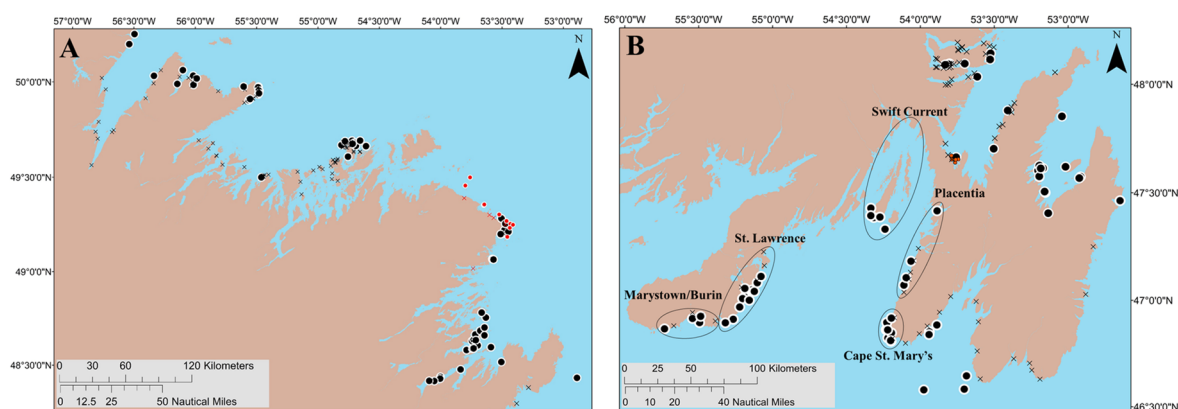 57°0'0"W 56°30'0"W 56°0'0"W 55°30'0"W 55°0'0"W 54°30'0"W 54°0'0"W 53°30'0"W 53°0'0"W
A
N
50°0'0"N
49°30'0"N
49°0'0"N
48°30'0"N
0 30 60 120 Kilometers
0 12.5 25 50 Nautical Miles
56°0'0"W 55°30'0"W 55°0'0"W 54°30'0"W 54°0'0"W 53°30'0"W 53°0'0"W
B
N
48°0'0"N
47°30'0"N
47°0'0"N
46°30'0"N
Swift Current
Placentia
St. Lawrence
Marystown/Burin
Cape St. Mary's
0 25 50 100 Kilometers
0 10 20 40 Nautical Miles